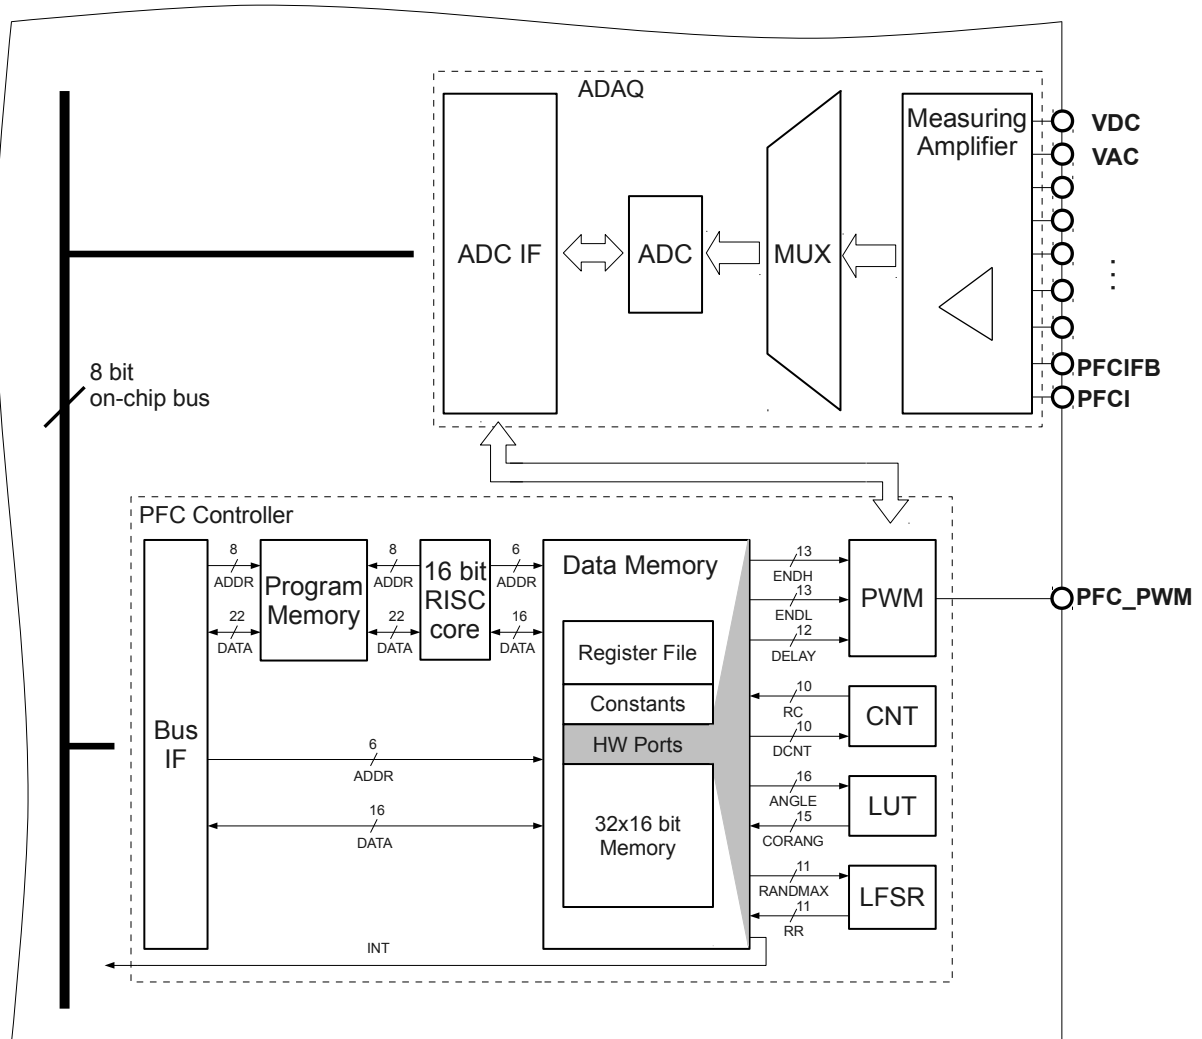 ADAQ
ADC IF
ADC
MUX
Measuring
Amplifier
VDC
VAC
⋮
PFCIFB
PFCI
8 bit
on-chip bus
PFC Controller
Bus
IF
8
ADDR
22
DATA
Program
Memory
8
ADDR
22
DATA
16 bit
RISC
core
6
ADDR
16
DATA
6
ADDR
16
DATA
Data Memory
Register File
Constants
HW Ports
32x16 bit
Memory
13
ENDH
13
ENDL
12
DELAY
PWM
PFC_PWM
10
RC
10
DCNT
CNT
16
ANGLE
15
CORANG
LUT
11
RANDMAX
11
RR
LFSR
INT